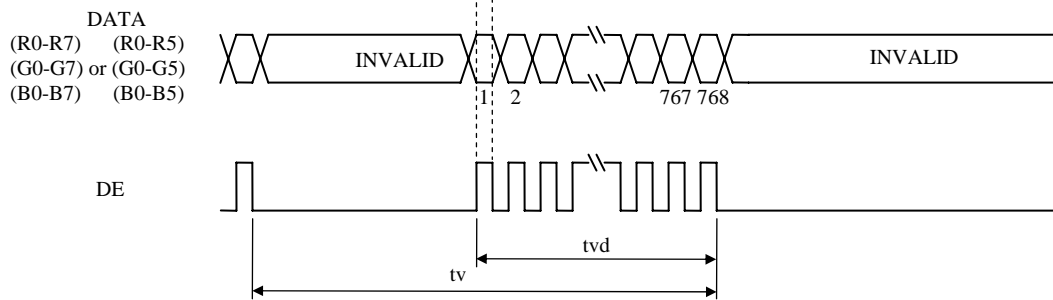 DATA
(R0-R7) (R0-R5)
(G0-G7) or (G0-G5)
(B0-B7) (B0-B5)
INVALID
INVALID
1 2 767 768
DE
tvd
tv